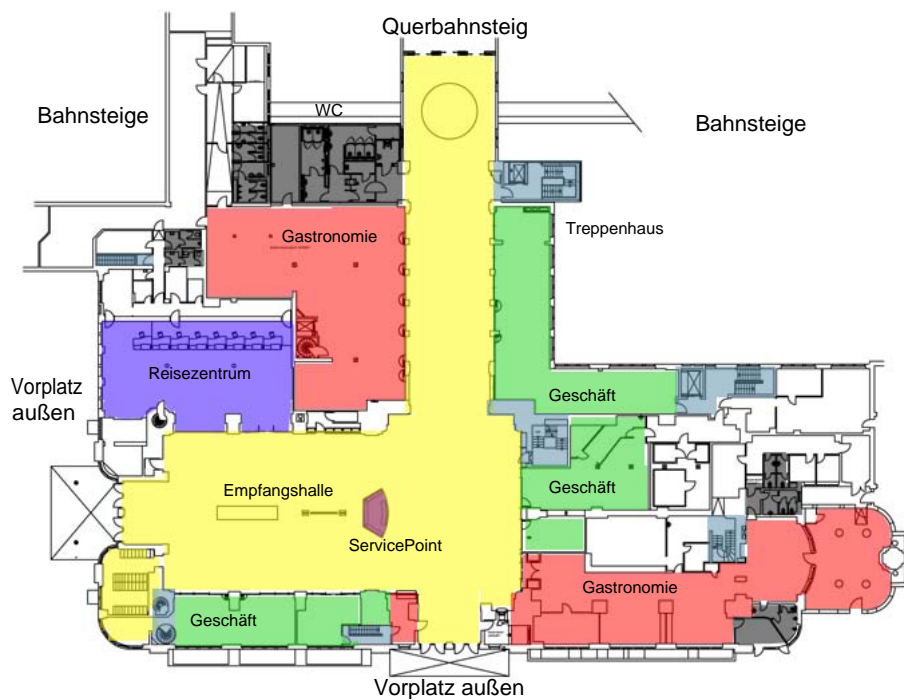 Querbahnsteig
WC
Bahnsteige
Bahnsteige
Gastronomie
Treppenhaus
Reisezentrum
Vorplatz
außen
Geschäft
Geschäft
Empfangshalle
ServicePoint
Gastronomie
Geschäft
Vorplatz außen